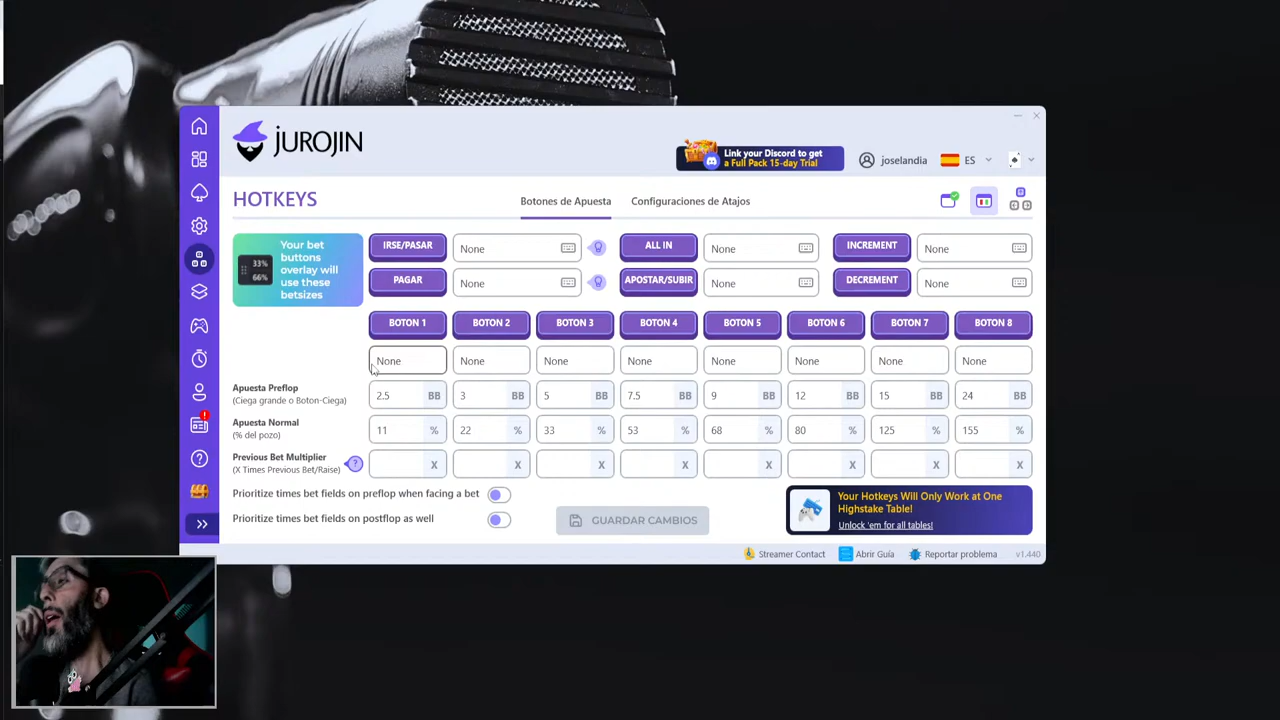 JUROJIN
Link your Discord to get
a Full Pack 15-day Trial
joselandia
ES
HOTKEYS
Botones de Apuesta
Configuraciones de Atajos
Your bet
buttons
overlay will
use these
betsizes
33%
66%
IRSE/PASAR
None
ALL IN
None
INCREMENT
None
PAGAR
None
APOSTAR/SUBIR
None
DECREMENT
None
BOTON 1
BOTON 2
BOTON 3
BOTON 4
BOTON 5
BOTON 6
BOTON 7
BOTON 8
None
None
None
None
None
None
None
None
Apuesta Preflop
(Ciega grande o Boton-Ciega)
2.5 BB
3 BB
5 BB
7.5 BB
9 BB
12 BB
15 BB
24 BB
Apuesta Normal
(% del pozo)
11 %
22 %
33 %
53 %
68 %
80 %
125 %
155 %
Previous Bet Multiplier
(X Times Previous Bet/Raise)
?
X
X
X
X
X
X
X
X
Prioritize times bet fields on preflop when facing a bet
Prioritize times bet fields on postflop as well
GUARDAR CAMBIOS
Your Hotkeys Will Only Work at One
Highstake Table!
Unlock 'em for all tables!
Streamer Contact
Abrir Guía
Reportar problema
v1.440